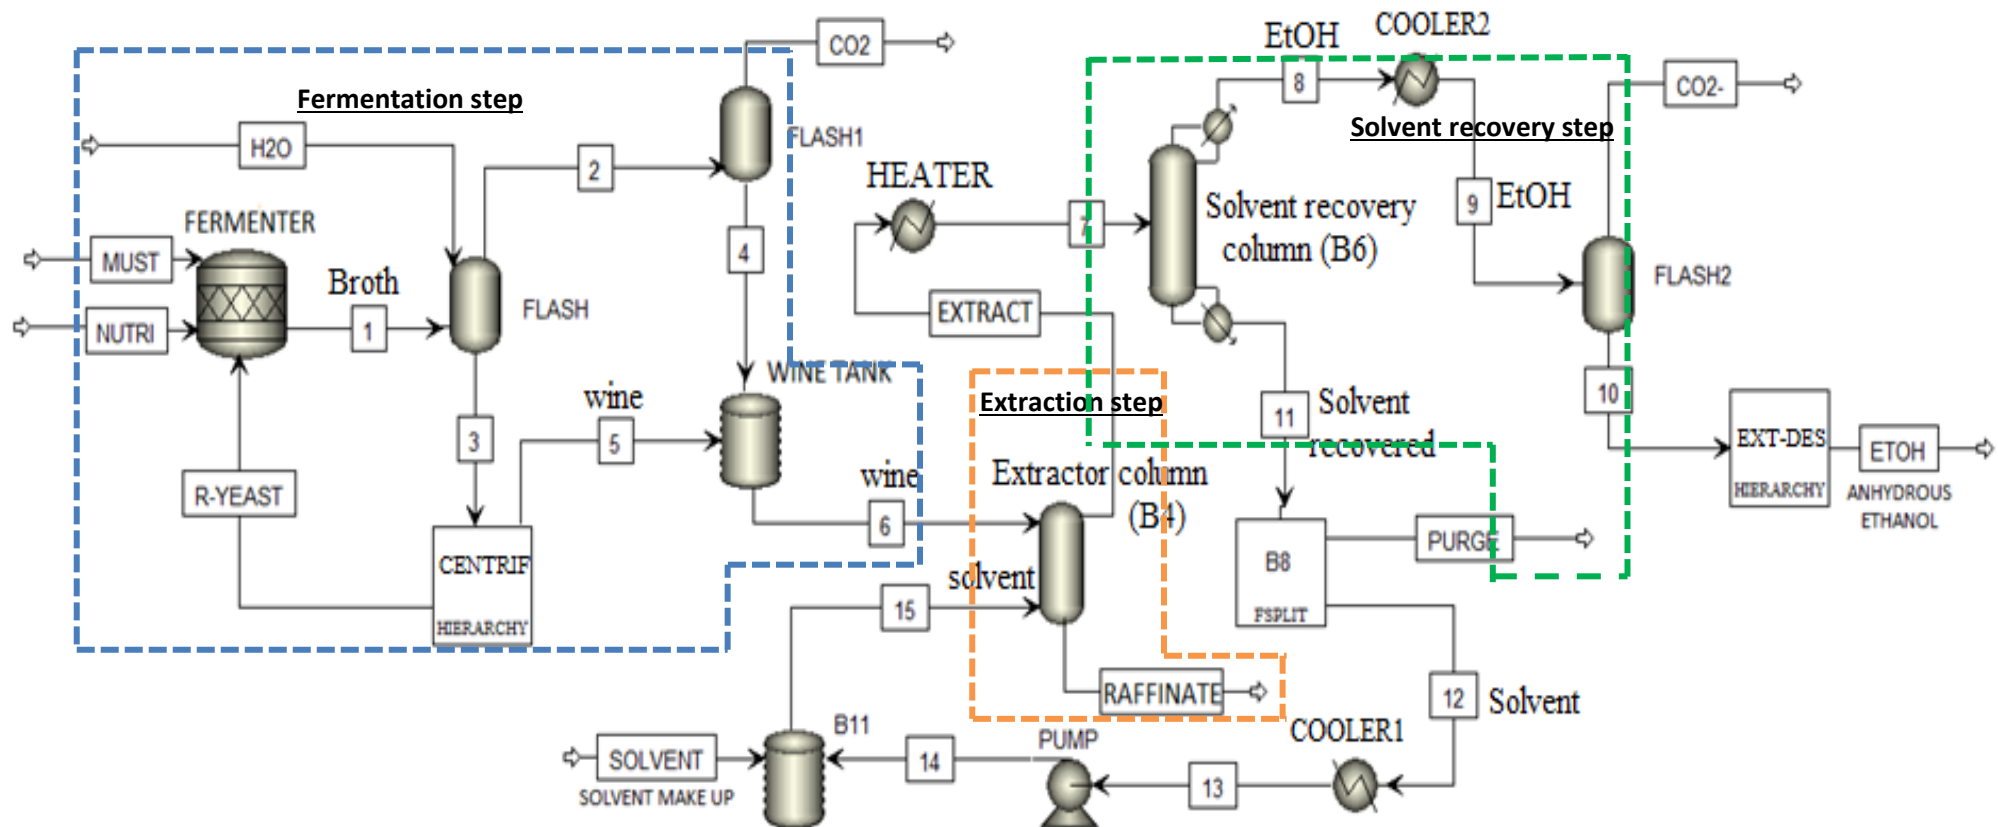 Fermentation step
H2O
MUST
NUTRI
FERMENTER
Broth
1
R-YEAST
FLASH
2
3
CENTRIF
HIERARCHY
wine
5
CO2
FLASH1
4
WINE TANK
wine
6
Extraction step
Extractor column
(B4)
solvent
15
RAFFINATE
EXTRACT
HEATER
7
Solvent recovery step
Solvent recovery
column (B6)
EtOH
8
COOLER2
9
EtOH
CO2-
FLASH2
10
EXT-DES
HIERARCHY
ETOH
ANHYDROUS
ETHANOL
11
Solvent
recovered
B8
FSPLIT
PURGE
12
Solvent
COOLER1
13
PUMP
14
B11
SOLVENT
SOLVENT MAKE UP